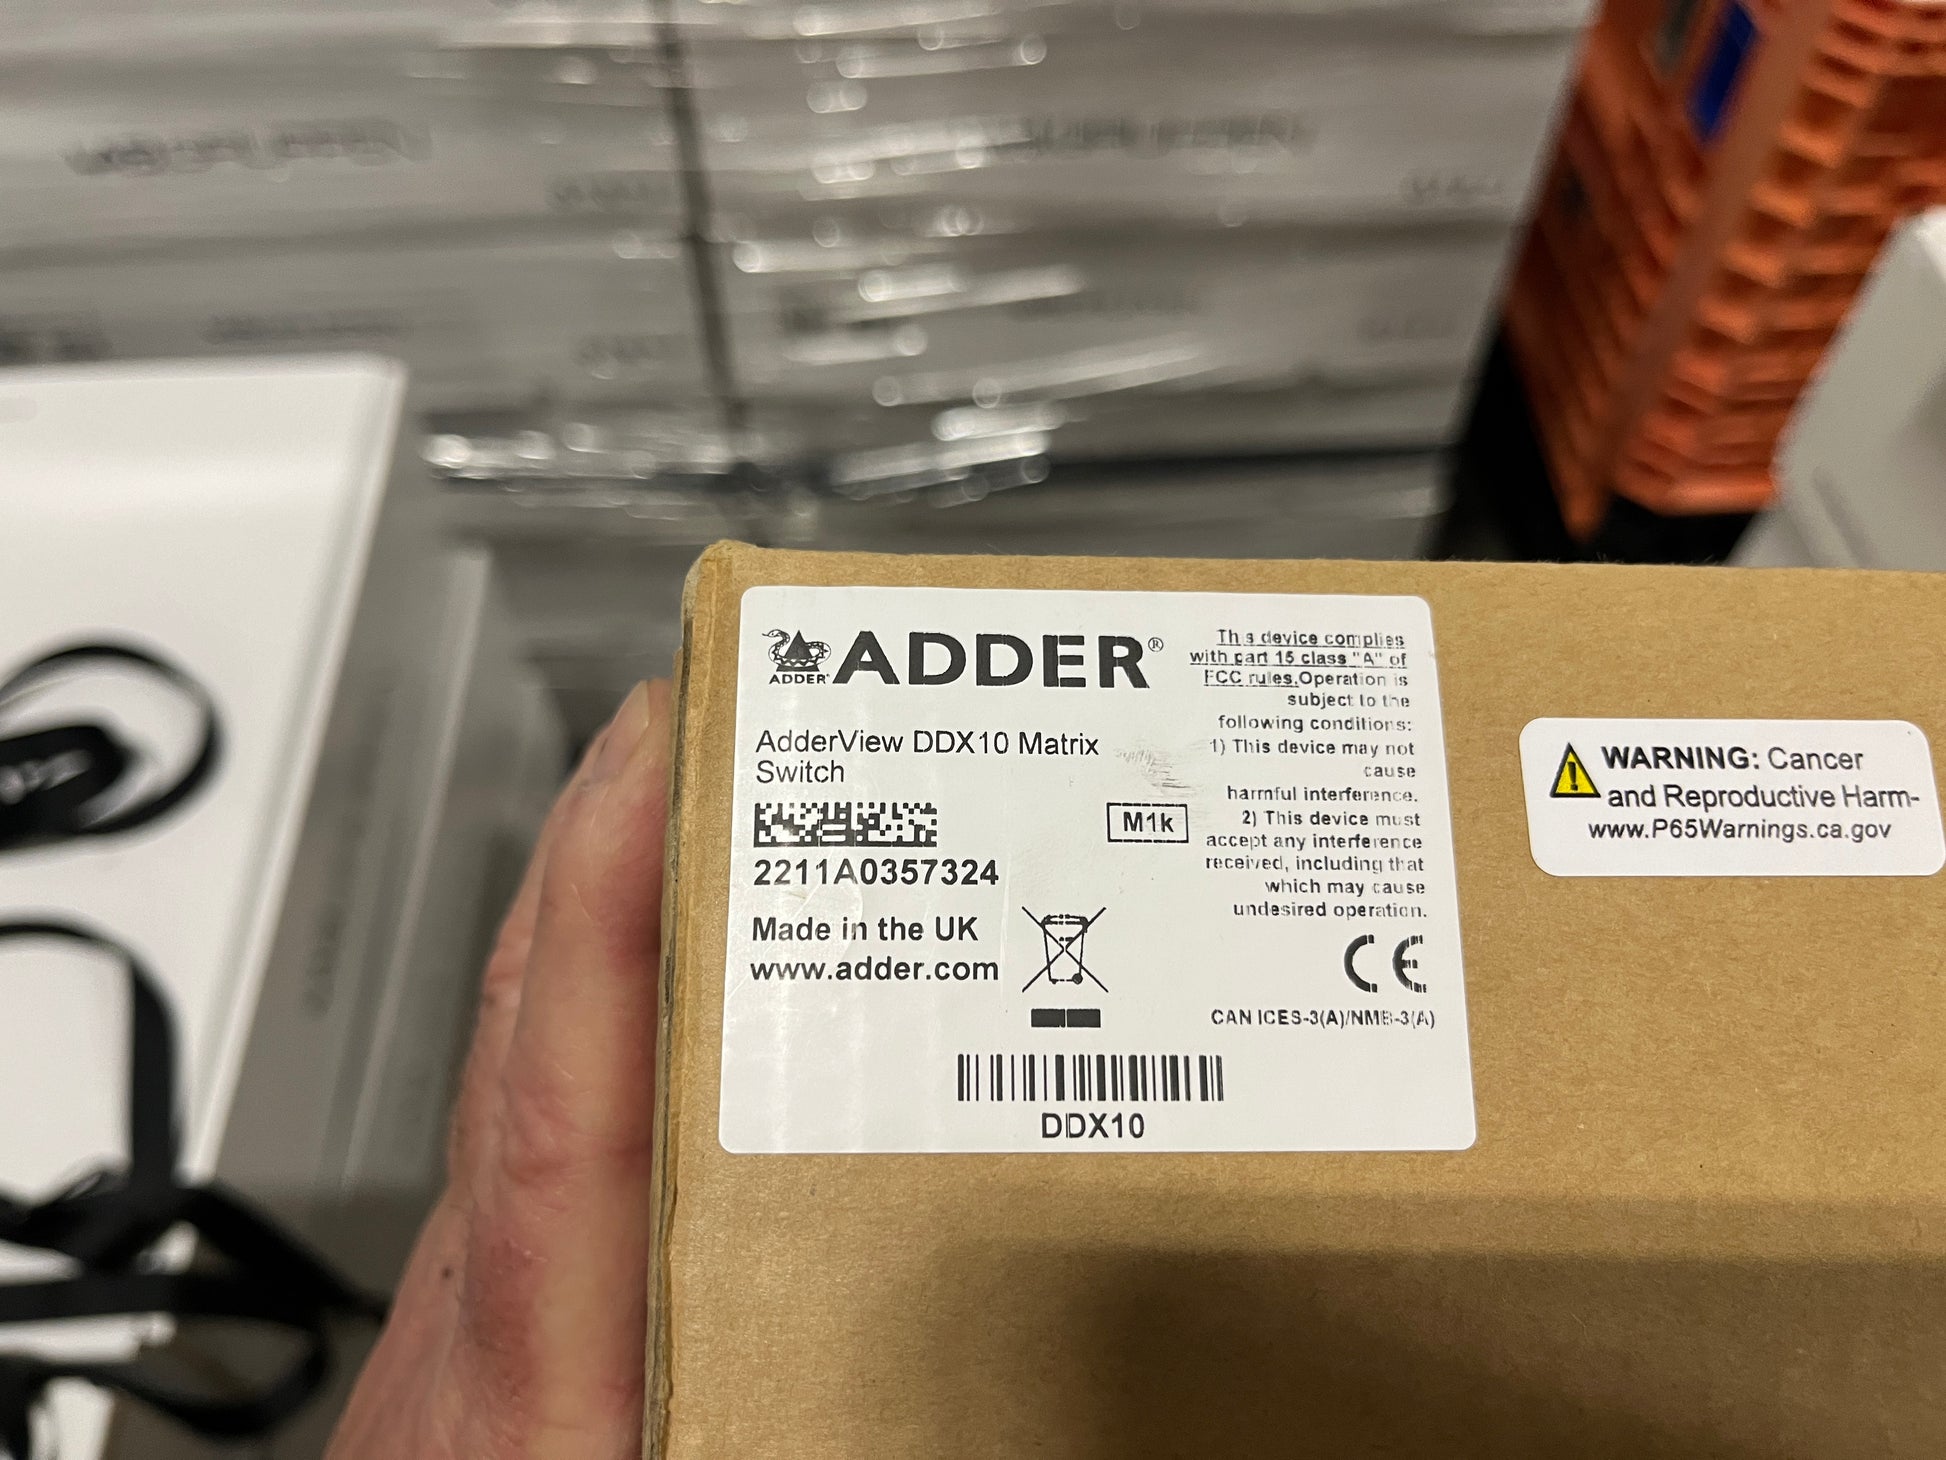 ADDER
ADDER®
AdderView DDX10 Matrix
Switch
2211A0357324
M1k
Made in the UK
www.adder.com
This device complies
with part 15 class "A" of
FCC rules.Operation is
subject to the
following conditions:
1) This device may not
cause
harmful interference.
2) This device must
accept any interference
received, including that
which may cause
undesired operation.
CE
CAN ICES-3(A)/NMB-3(A)
DDX10
WARNING: Cancer
and Reproductive Harm-
www.P65Warnings.ca.gov